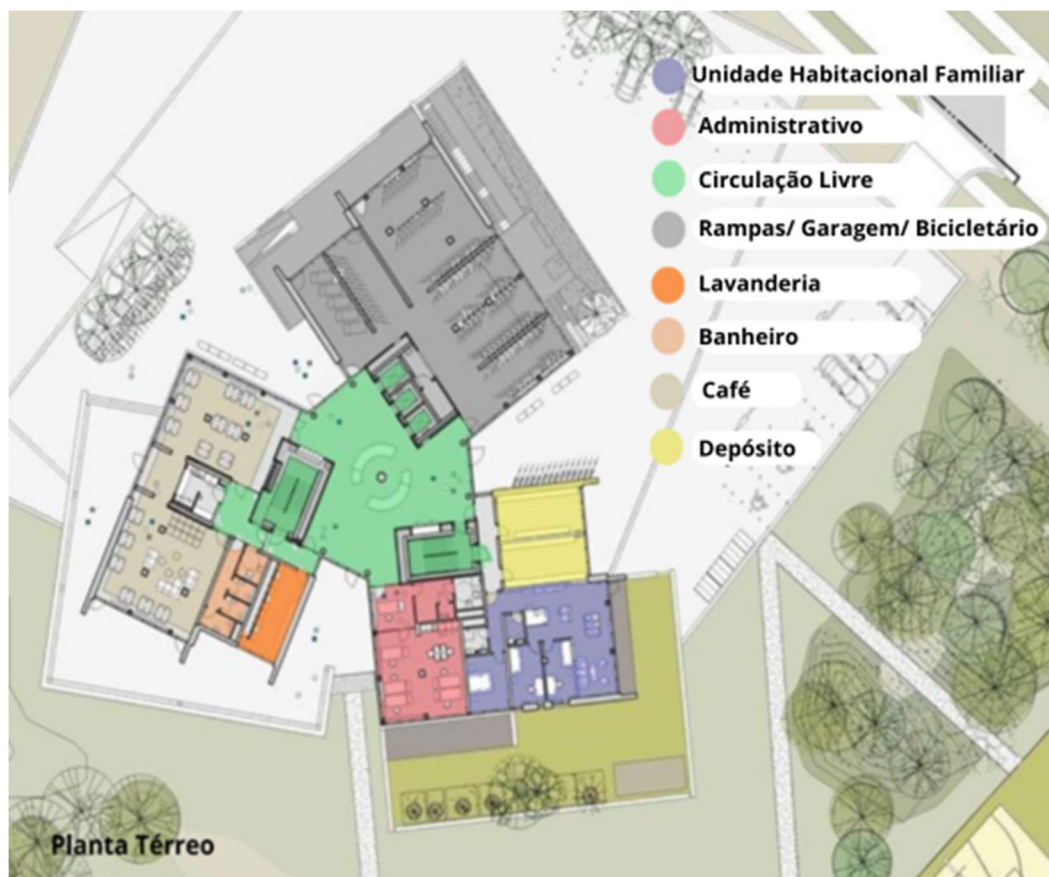 Unidade Habitacional Familiar
Administrativo
Circulação Livre
Rampas/ Garagem/ Bicicletário
Lavanderia
Banheiro
Café
Depósito
Planta Térreo